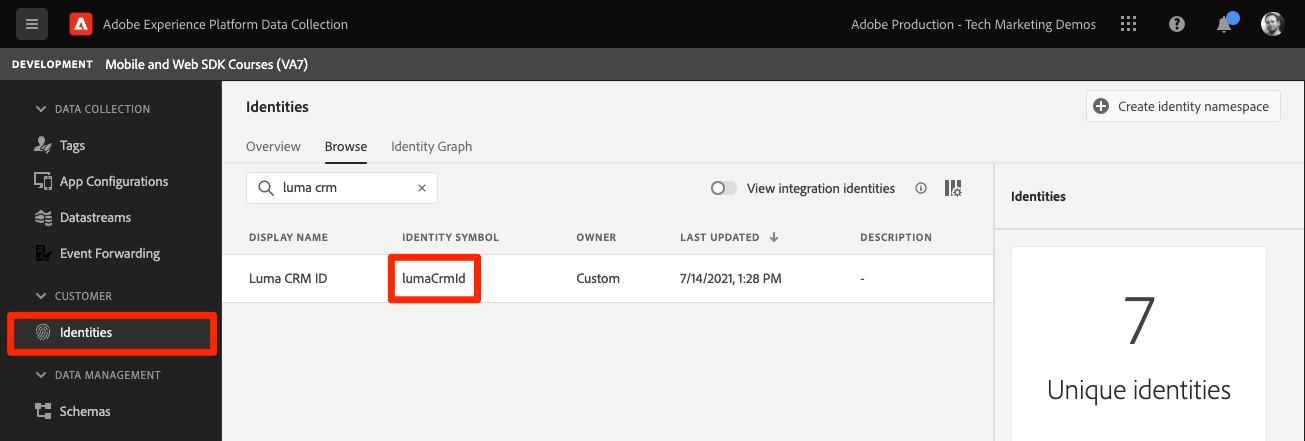 Adobe Experience Platform Data Collection
Adobe Production - Tech Marketing Demos
DEVELOPMENT Mobile and Web SDK Courses (VA7)
DATA COLLECTION
Tags
App Configurations
Datastreams
Event Forwarding
CUSTOMER
Identities
DATA MANAGEMENT
Schemas
Identities
Create identity namespace
Overview Browse Identity Graph
luma crm
View integration identities
DISPLAY NAME IDENTITY SYMBOL OWNER LAST UPDATED DESCRIPTION
Luma CRM ID lumaCrmId Custom 7/14/2021, 1:28 PM -
Identities
7
Unique identities